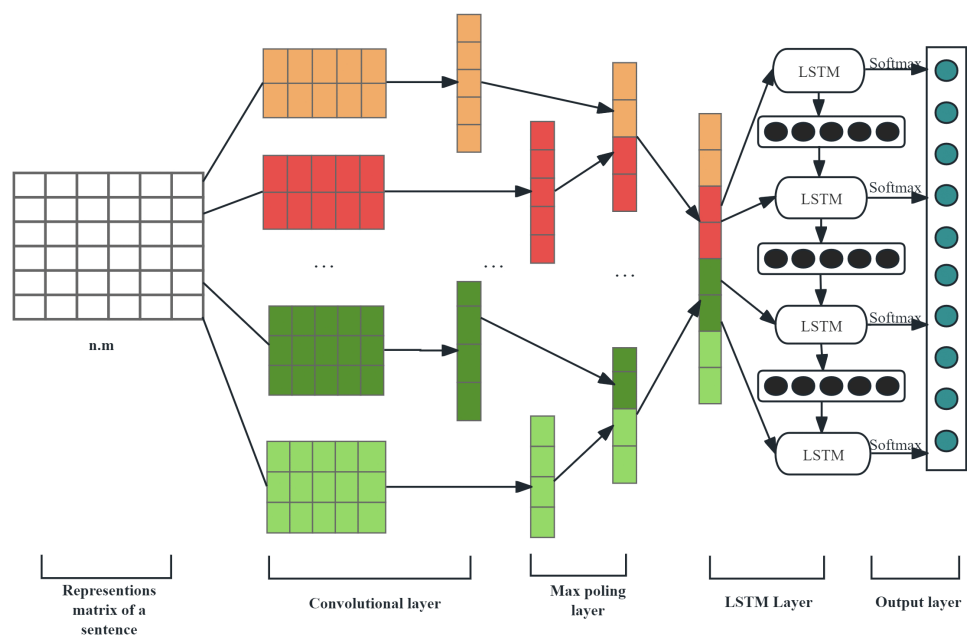 LSTM
Softmax
LSTM
Softmax
...
...
...
LSTM
Softmax
n.m
LSTM
Softmax
Representions
matrix of a
sentence
Convolutional layer
Max poling
layer
LSTM Layer
Output layer